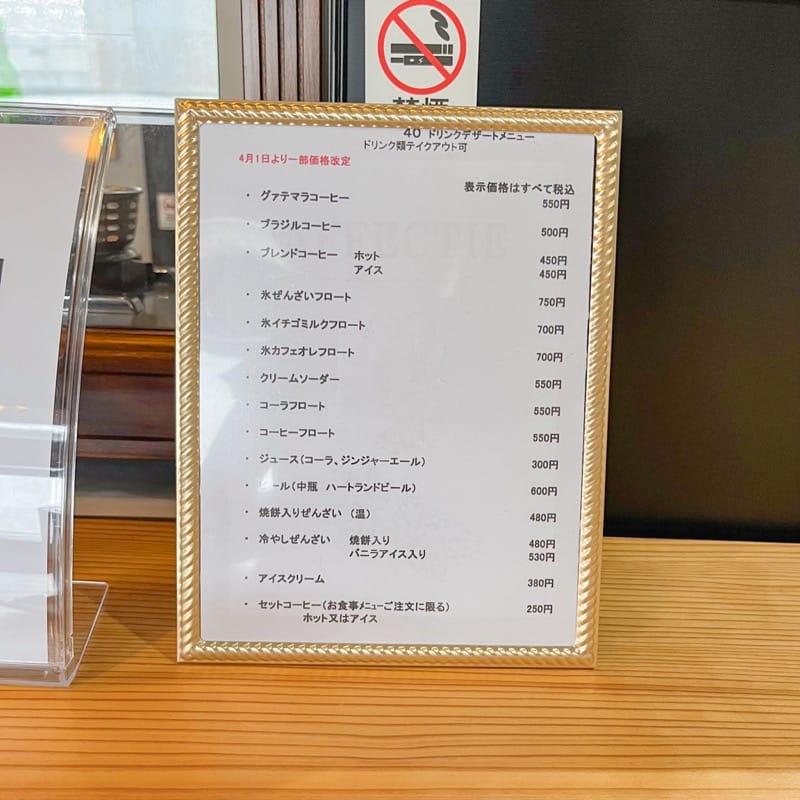 禁煙
40 ドリンクデザートメニュー
ドリンク類テイクアウト可
4月1日より一部価格改定
表示価格はすべて税込
・ グァテマラコーヒー 550円
・ ブラジルコーヒー 500円
・ ブレンドコーヒー ホット 450円
アイス 450円
・ 氷ぜんざいフロート 750円
・ 氷イチゴミルクフロート 700円
・ 氷カフェオレフロート 700円
・ クリームソーダー 550円
・ コーラフロート 550円
・ コーヒーフロート 550円
・ ジュース(コーラ、ジンジャーエール) 300円
・ ビール(中瓶 ハートランドビール) 600円
・ 焼餅入りぜんざい (温) 480円
・ 冷やしぜんざい 焼餅入り 480円
バニラアイス入り 530円
・ アイスクリーム 380円
・ セットコーヒー(お食事メニューご注文に限る) 250円
ホット又はアイス